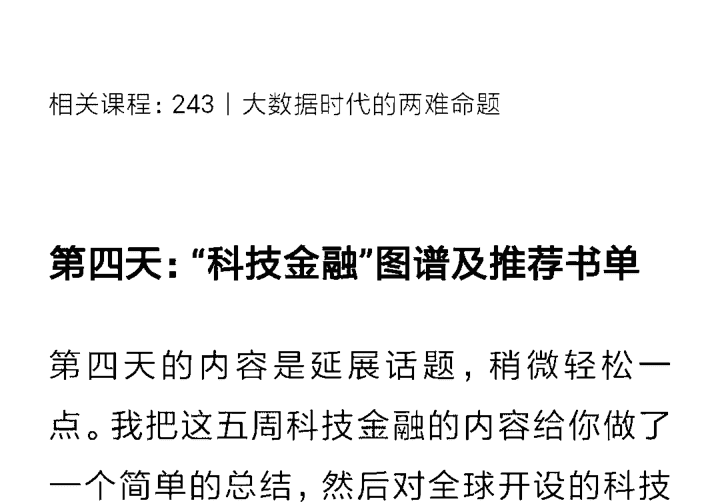 相关课程：243丨大数据时代的两难命题
第四天：“科技金融”图谱及推荐书单
第四天的内容是延展话题，稍微轻松一
点。我把这五周科技金融的内容给你做了
一个简单的总结，然后对全球开设的科技